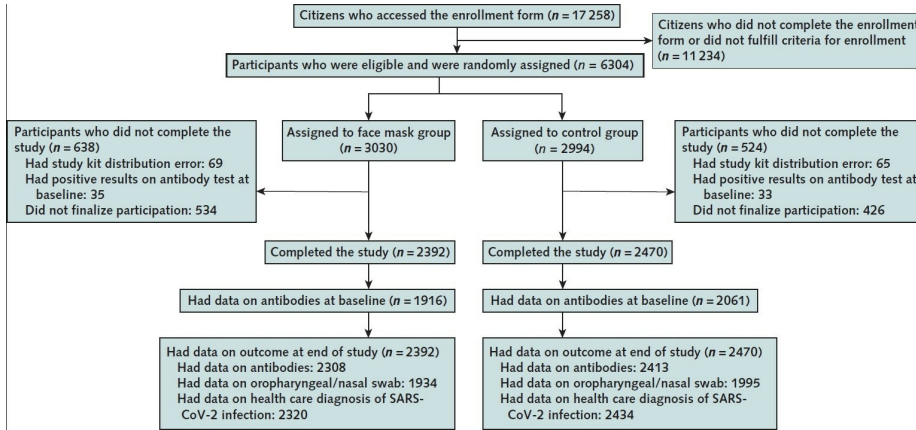 Citizens who accessed the enrollment form (n = 17 258)
Citizens who did not complete the enrollment
form or did not fulfill criteria for enrollment
(n = 11 234)
Participants who were eligible and were randomly assigned (n = 6304)
Assigned to face mask group
(n = 3030)
Assigned to control group
(n = 2994)
Participants who did not complete the
study (n = 638)
Had study kit distribution error: 69
Had positive results on antibody test at
baseline: 35
Did not finalize participation: 534
Participants who did not complete the
study (n = 524)
Had study kit distribution error: 65
Had positive results on antibody test at
baseline: 33
Did not finalize participation: 426
Completed the study (n = 2392)
Completed the study (n = 2470)
Had data on antibodies at baseline (n = 1916)
Had data on antibodies at baseline (n = 2061)
Had data on outcome at end of study (n = 2392)
Had data on antibodies: 2308
Had data on oropharyngeal/nasal swab: 1934
Had data on health care diagnosis of SARS-
CoV-2 infection: 2320
Had data on outcome at end of study (n = 2470)
Had data on antibodies: 2413
Had data on oropharyngeal/nasal swab: 1995
Had data on health care diagnosis of SARS-
CoV-2 infection: 2434